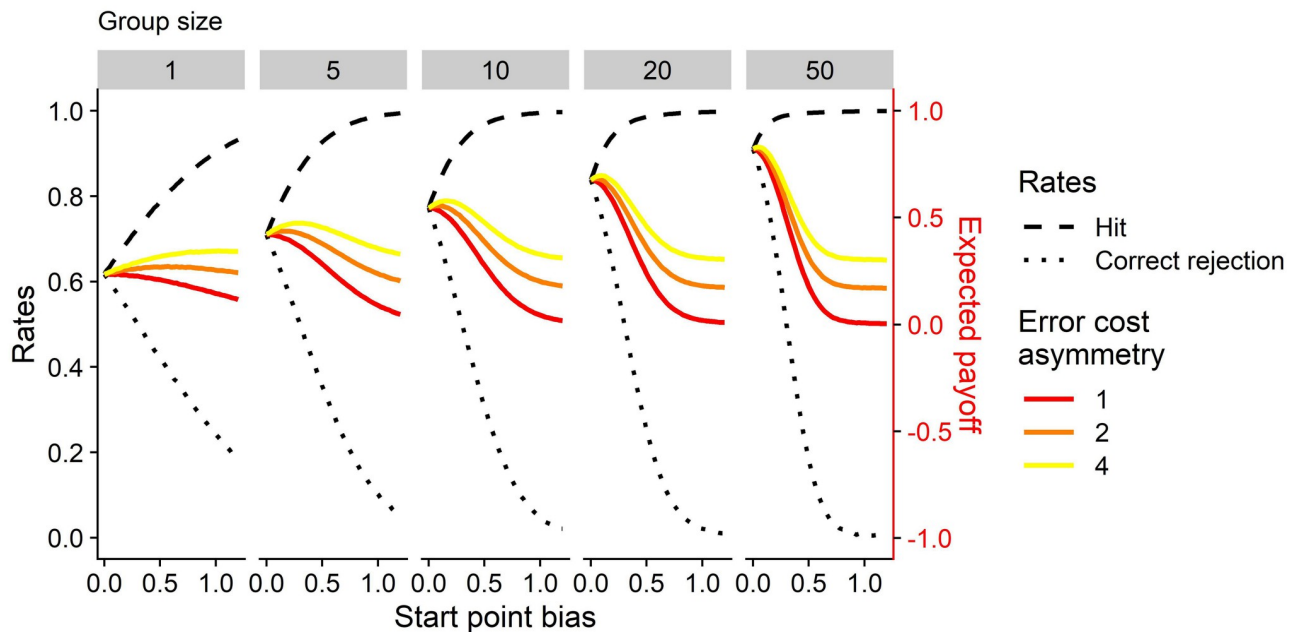 Group size
1 5 10 20 50
1.0 1.0
0.8
0.5
0.6
0.0
0.4
-0.5
0.2
0.0 -1.0
Rates
Expected payoff
0.0 0.5 1.0 0.0 0.5 1.0 0.0 0.5 1.0 0.0 0.5 1.0 0.0 0.5 1.0
Start point bias
Rates
Hit
Correct rejection
Error cost
asymmetry
1
2
4